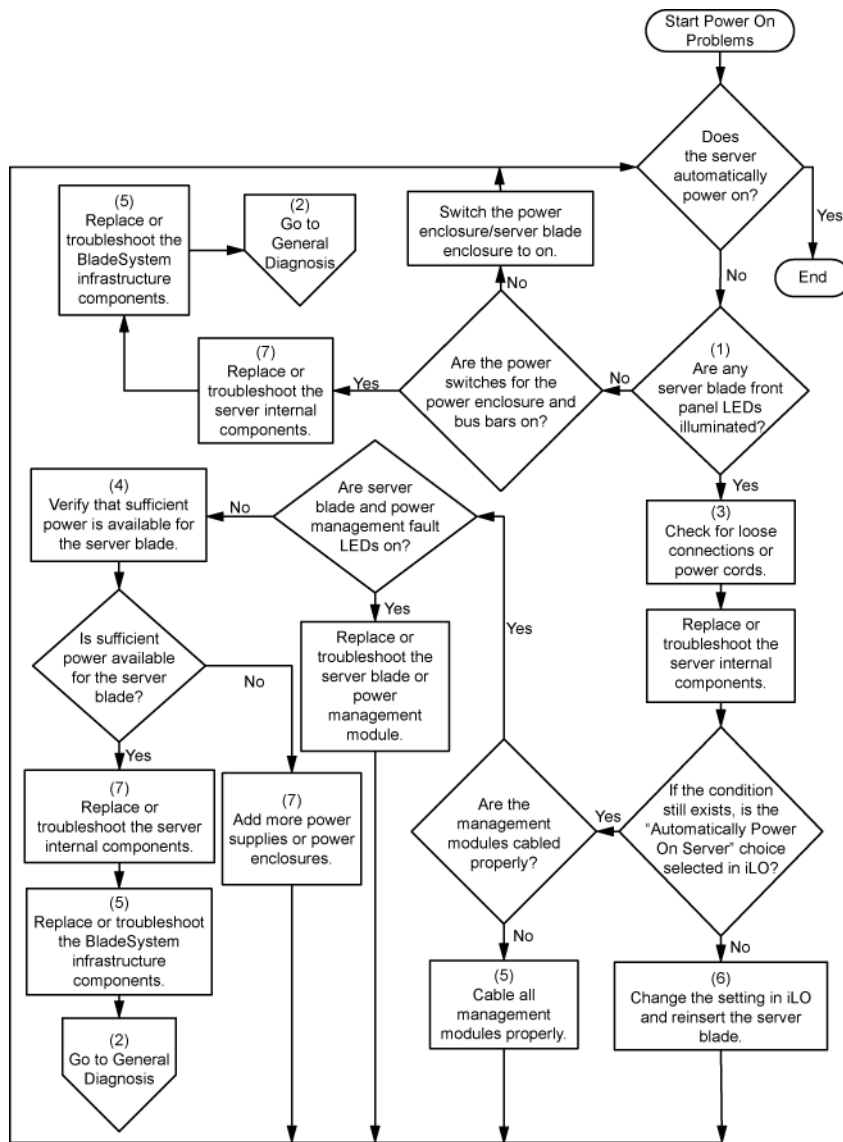 Start Power On
Problems
Does
the server
automatically
power on?
Yes
End
No
(1)
Are any
server blade front
panel LEDs
illuminated?
No
Are the power
switches for the
power enclosure and
bus bars on?
No
Switch the power
enclosure/server blade
enclosure to on.
Yes
(7)
Replace or
troubleshoot the
server internal
components.
(5)
Replace or
troubleshoot the
BladeSystem
infrastructure
components.
(2)
Go to
General
Diagnosis
Yes
(3)
Check for loose
connections or
power cords.
Replace or
troubleshoot the
server internal
components.
If the condition
still exists, is the
“Automatically Power
On Server” choice
selected in iLO?
No
(6)
Change the setting in iLO
and reinsert the server
blade.
Yes
Are the
management
modules cabled
properly?
No
(5)
Cable all
management
modules properly.
Yes
Are server
blade and power
management fault
LEDs on?
Yes
Replace or
troubleshoot the
server blade or
power
management
module.
No
(4)
Verify that sufficient
power is available for
the server blade.
Is sufficient
power available
for the server
blade?
No
(7)
Add more power
supplies or power
enclosures.
Yes
(7)
Replace or
troubleshoot the server
internal components.
(5)
Replace or troubleshoot
the BladeSystem
infrastructure
components.
(2)
Go to General
Diagnosis